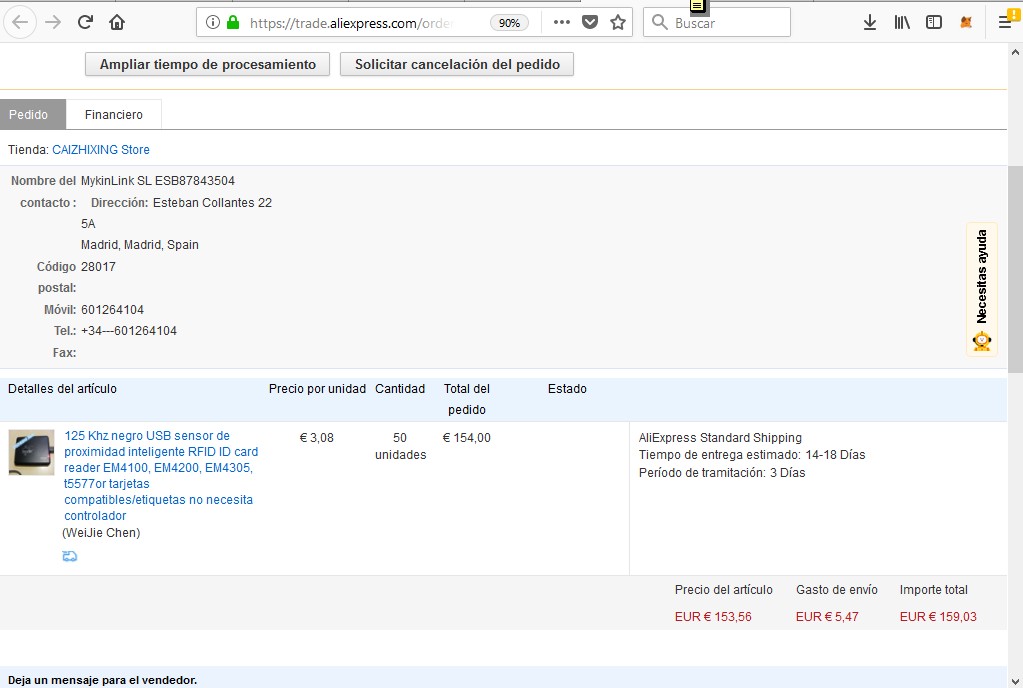 https://trade.aliexpress.com/orde
90%
Buscar
Ampliar tiempo de procesamiento
Solicitar cancelación del pedido
Pedido
Financiero
Tienda: CAIZHIXING Store
Nombre del contacto : MykinLink SL ESB87843504
Dirección: Esteban Collantes 22
5A
Madrid, Madrid, Spain
Código postal: 28017
Móvil: 601264104
Tel.: +34---601264104
Fax:
Necesitas ayuda
Detalles del artículo
Precio por unidad
Cantidad
Total del pedido
Estado
125 Khz negro USB sensor de
proximidad inteligente RFID ID card
reader EM4100, EM4200, EM4305,
t5577or tarjetas
compatibles/etiquetas no necesita
controlador
(WeiJie Chen)
€ 3,08
50
unidades
€ 154,00
AliExpress Standard Shipping
Tiempo de entrega estimado: 14-18 Días
Período de tramitación: 3 Días
Precio del artículo
Gasto de envío
Importe total
EUR € 153,56
EUR € 5,47
EUR € 159,03
Deja un mensaje para el vendedor.